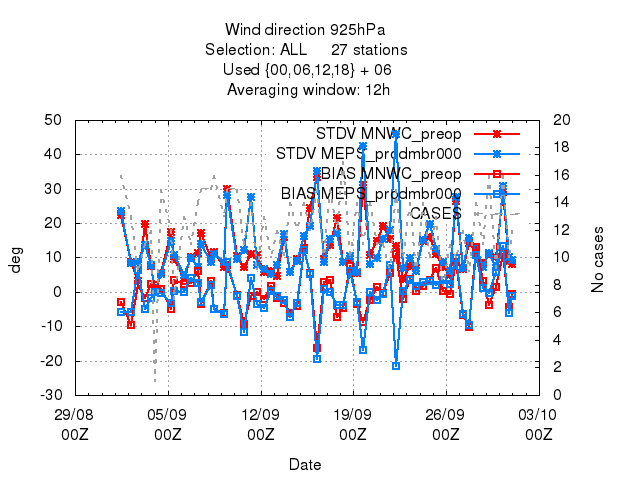 Wind direction 925hPa
Selection: ALL 27 stations
Used {00,06,12,18} + 06
Averaging window: 12h
50 20
40 18
30 16
20 14
10 12
0 10
-10 8
-20 6
-30 4
2
0
deg
No cases
STDV MNWC_preop
STDV MEPS_prodmbr000
BIAS MNWC_preop
BIAS MEPS_prodmbr000
CASES
29/08 05/09 12/09 19/09 26/09 03/10
00Z 00Z 00Z 00Z 00Z 00Z
Date